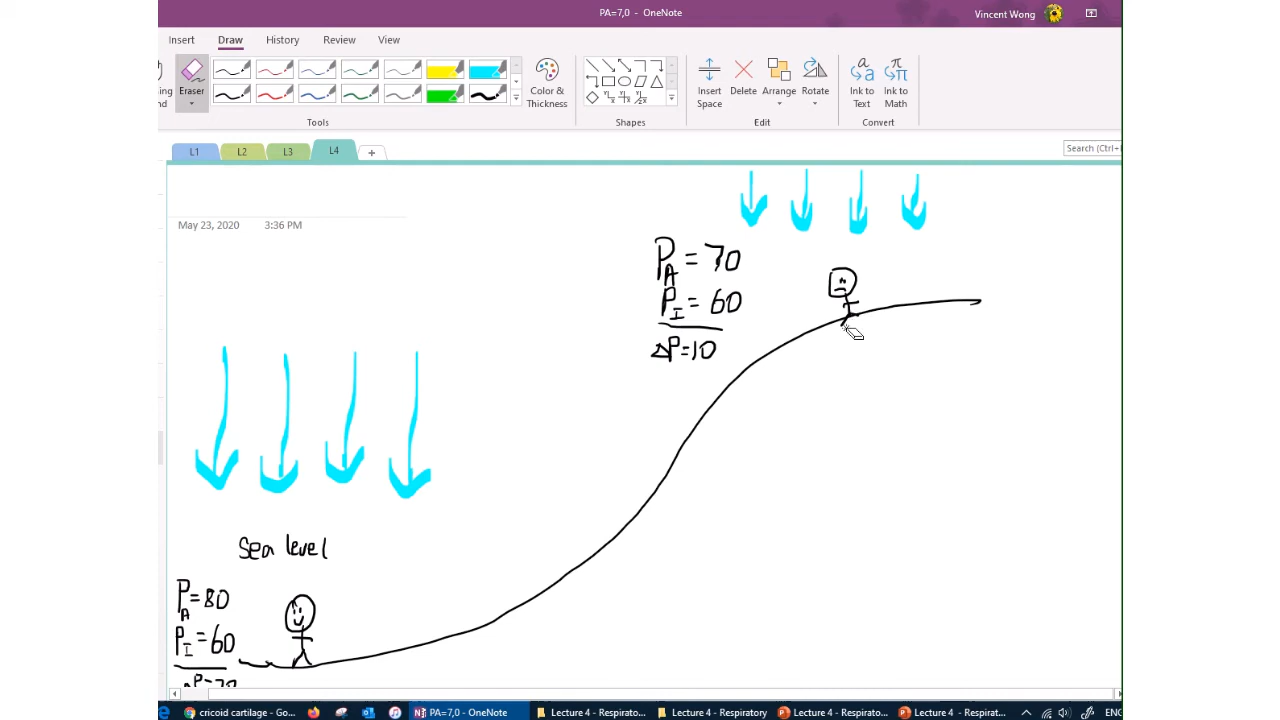 PA=7,0 - OneNote
Vincent Wong
Insert
Draw
History
Review
View
Eraser
Color &
Thickness
Insert
Space
Delete
Arrange
Rotate
Ink to
Text
Ink to
Math
Tools
Shapes
Edit
Convert
L1
L2
L3
L4
Search (Ctrl+
May 23, 2020
3:36 PM
PA = 70
PI = 60
ΔP=10
Sea level
PA=80
PI=60
cricoid cartilage - Go...
PA=7,0 - OneNote
Lecture 4 - Respirato...
Lecture 4 - Respiratory
Lecture 4 - Respirato...
Lecture 4 - Respirat...